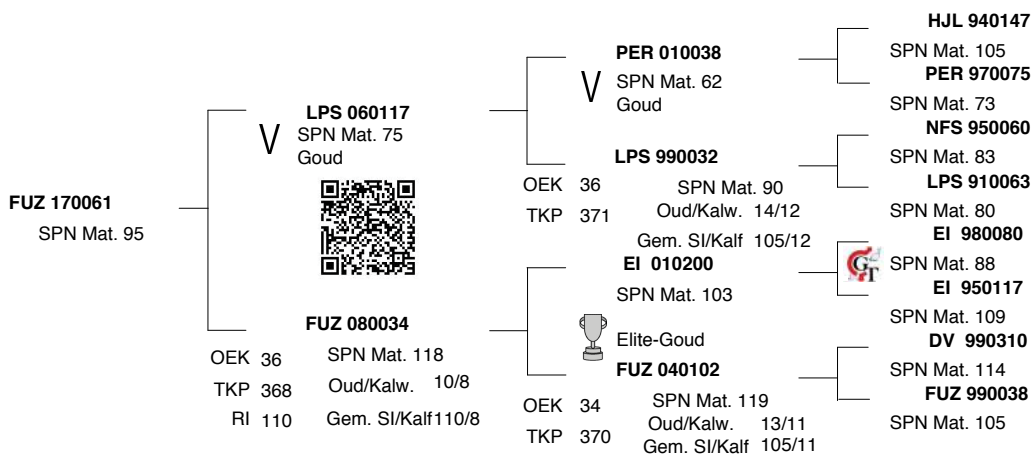 FUZ 170061
SPN Mat. 95
LPS 060117
V
SPN Mat. 75
Goud
FUZ 080034
OEK 36 SPN Mat. 118
TKP 368 Oud/Kalw. 10/8
RI 110 Gem. SI/Kalf 110/8
PER 010038
V
SPN Mat. 62
Goud
LPS 990032
OEK 36 SPN Mat. 90
TKP 371 Oud/Kalw. 14/12
Gem. SI/Kalf 105/12
EI 010200
SPN Mat. 103
Elite-Goud
FUZ 040102
OEK 34 SPN Mat. 119
TKP 370 Oud/Kalw. 13/11
Gem. SI/Kalf 105/11
HJL 940147
SPN Mat. 105
PER 970075
SPN Mat. 73
NFS 950060
SPN Mat. 83
LPS 910063
SPN Mat. 80
EI 980080
GT
SPN Mat. 88
EI 950117
SPN Mat. 109
DV 990310
SPN Mat. 114
FUZ 990038
SPN Mat. 105